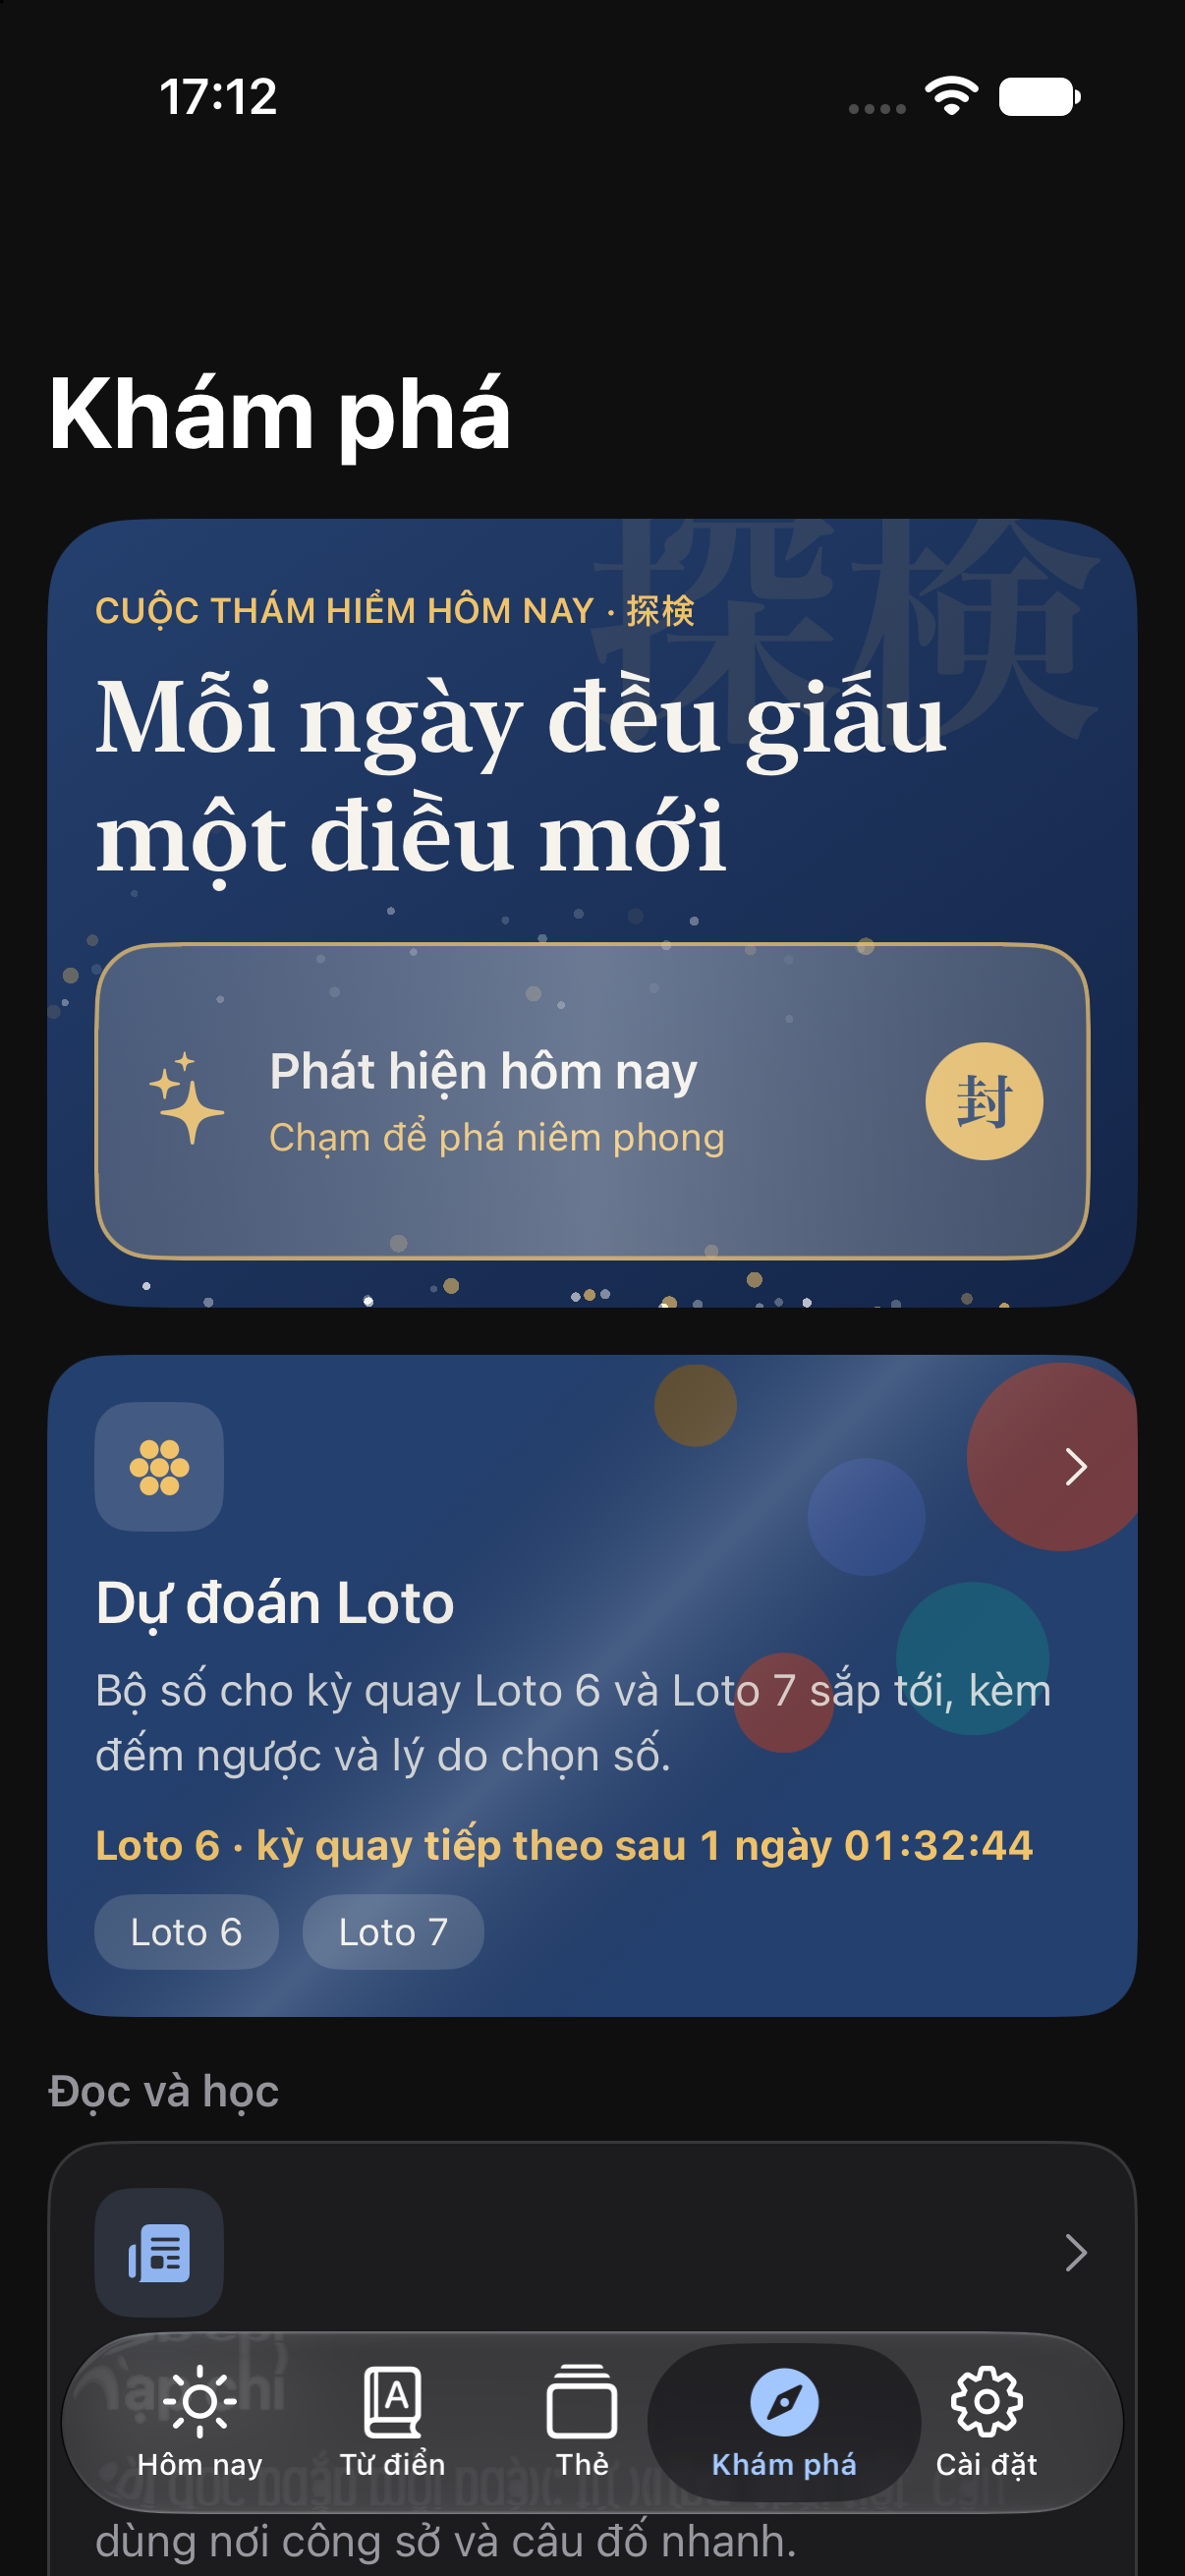 17:12
Khám phá
探検
CUỘC THÁM HIỂM HÔM NAY · 探検
Mỗi ngày đều giấu
một điều mới
Phát hiện hôm nay
Chạm để phá niêm phong
封
Dự đoán Loto
Bộ số cho kỳ quay Loto 6 và Loto 7 sắp tới, kèm
đếm ngược và lý do chọn số.
Loto 6 · kỳ quay tiếp theo sau 1 ngày 01:32:44
Loto 6
Loto 7
Đọc và học
Hôm nay
Từ điển
Thẻ
Khám phá
Cài đặt
dùng nơi công sở và câu đố nhanh.